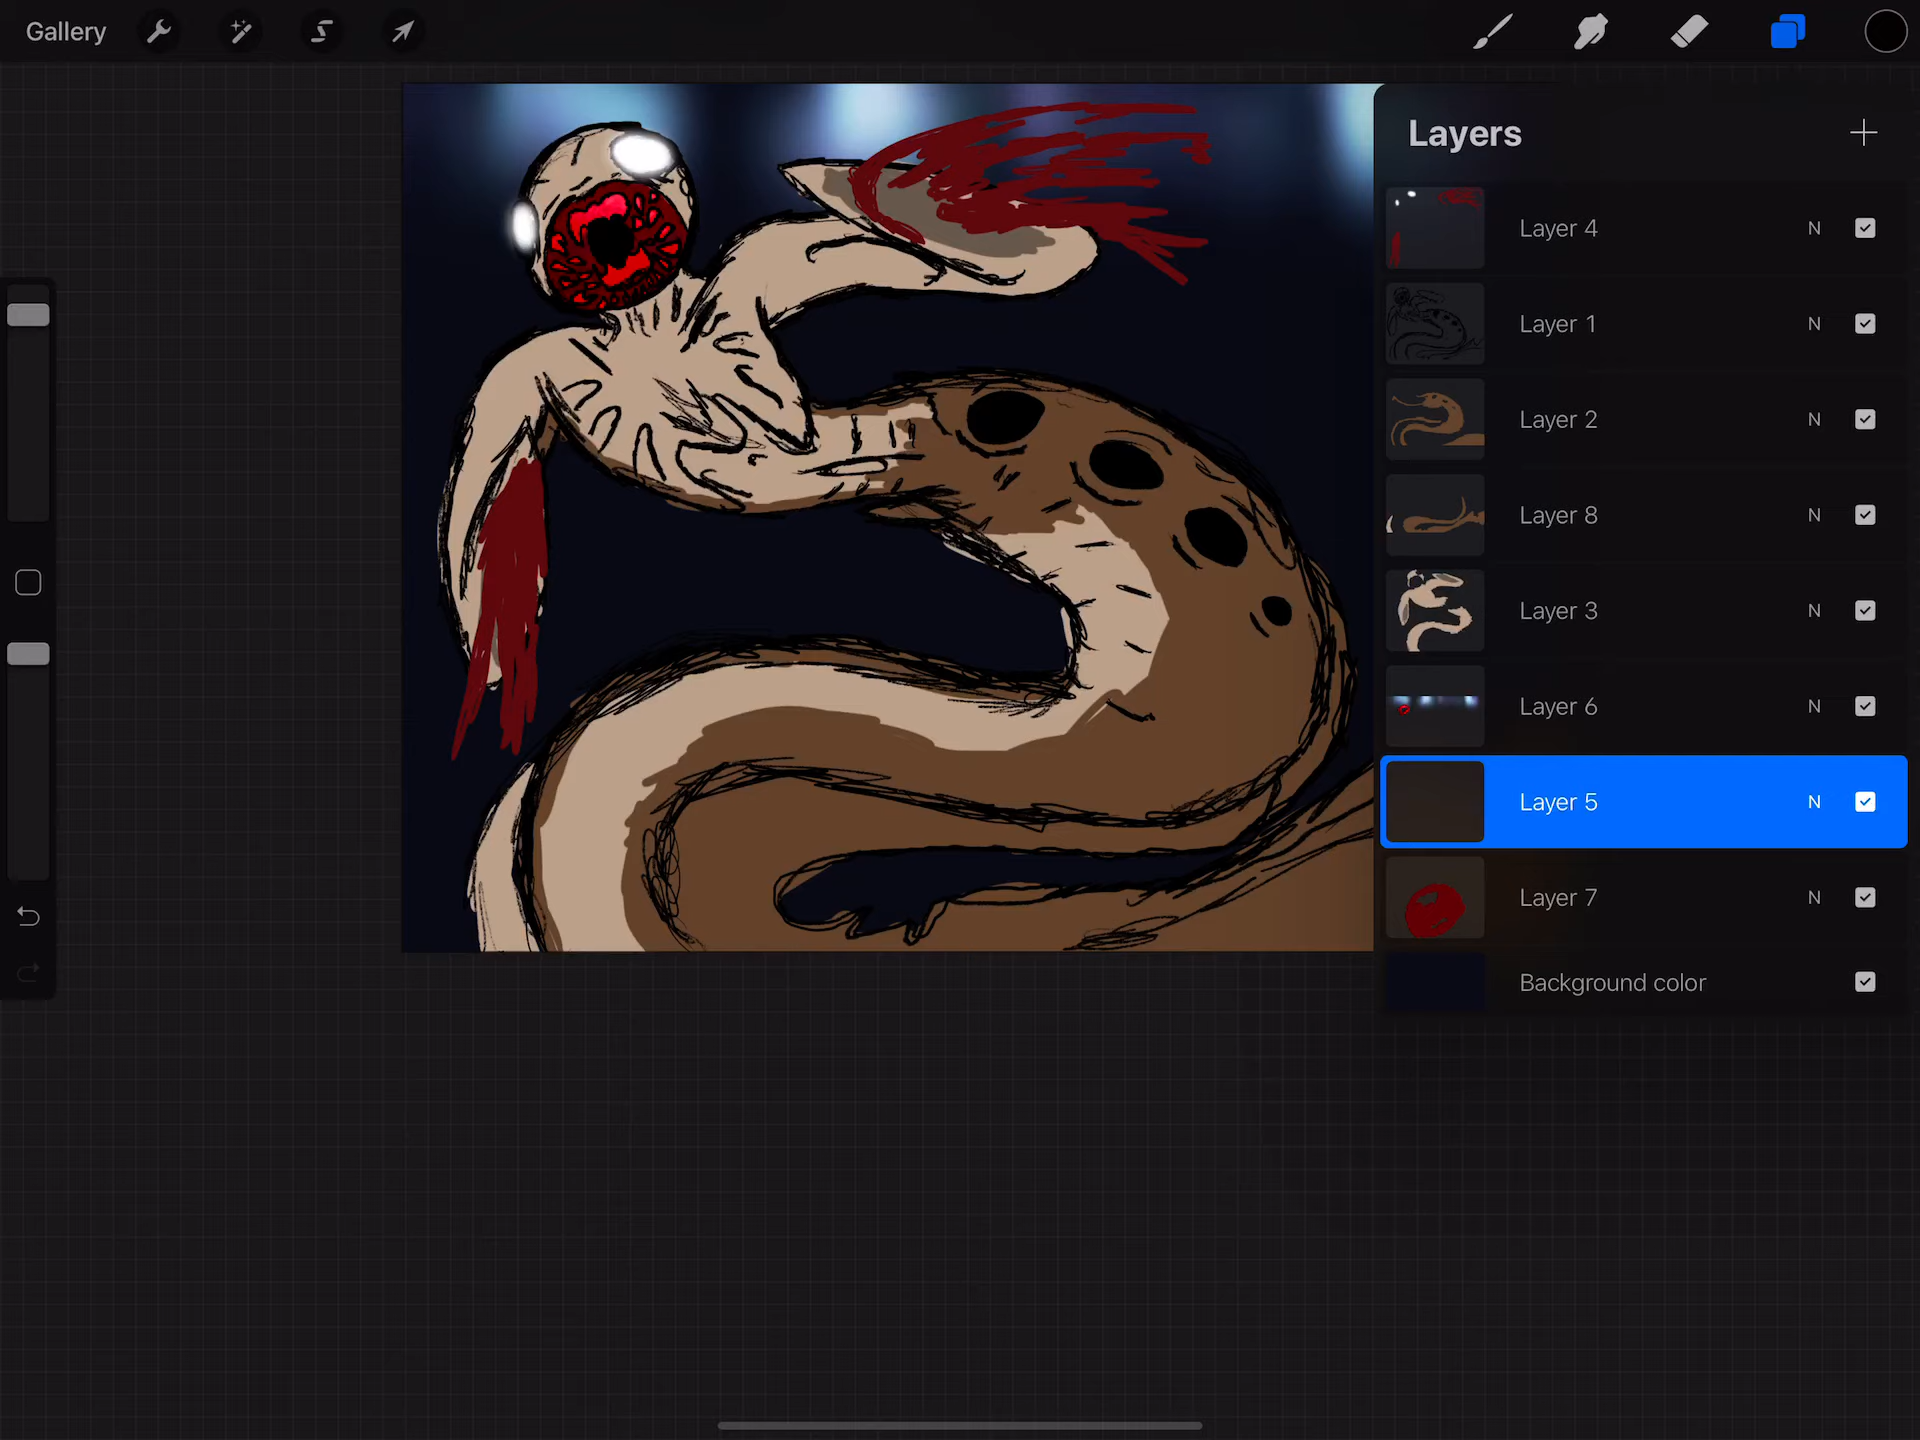 Gallery
Layers
Layer 4 N
Layer 1 N
Layer 2 N
Layer 8 N
Layer 3 N
Layer 6 N
Layer 5 N
Layer 7 N
Background color